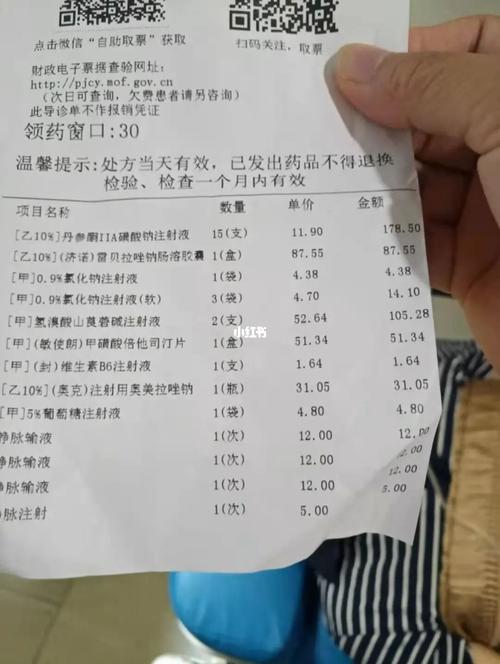 点击微信“自助取票”获取
扫码关注，取票
财政电子票据查验网址：
http://pjcy.mof.gov.cn
（次日可查询，欠费患者请另咨询）
此导诊单不作报销凭证
领药窗口:30
温馨提示:处方当天有效，已发出药品不得退换
检验、检查一个月内有效
项目名称 数量 单价 金额
[乙10%]丹参酮IIA磺酸钠注射液 15(支) 11.90 178.50
[乙10%](济诺)雷贝拉唑钠肠溶胶囊 1(盒) 87.55 87.55
[甲]0.9%氯化钠注射液 1(袋) 4.38 4.38
[甲]0.9%氯化钠注射液(软) 3(袋) 4.70 14.10
[甲]氢溴酸山莨菪碱注射液 2(支) 52.64 105.28
[甲](敏使朗)甲磺酸倍他司汀片 1(盒) 51.34 51.34
[甲](封)维生素B6注射液 1(支) 1.64 1.64
[乙10%](奥克)注射用奥美拉唑钠 1(瓶) 31.05 31.05
[甲]5%葡萄糖注射液 1(袋) 4.80 4.80
静脉输液 1(次) 12.00 12.00
静脉输液 1(次) 12.00 12.00
静脉输液 1(次) 12.00 12.00
脉注射 1(次) 5.00 5.00
小红书